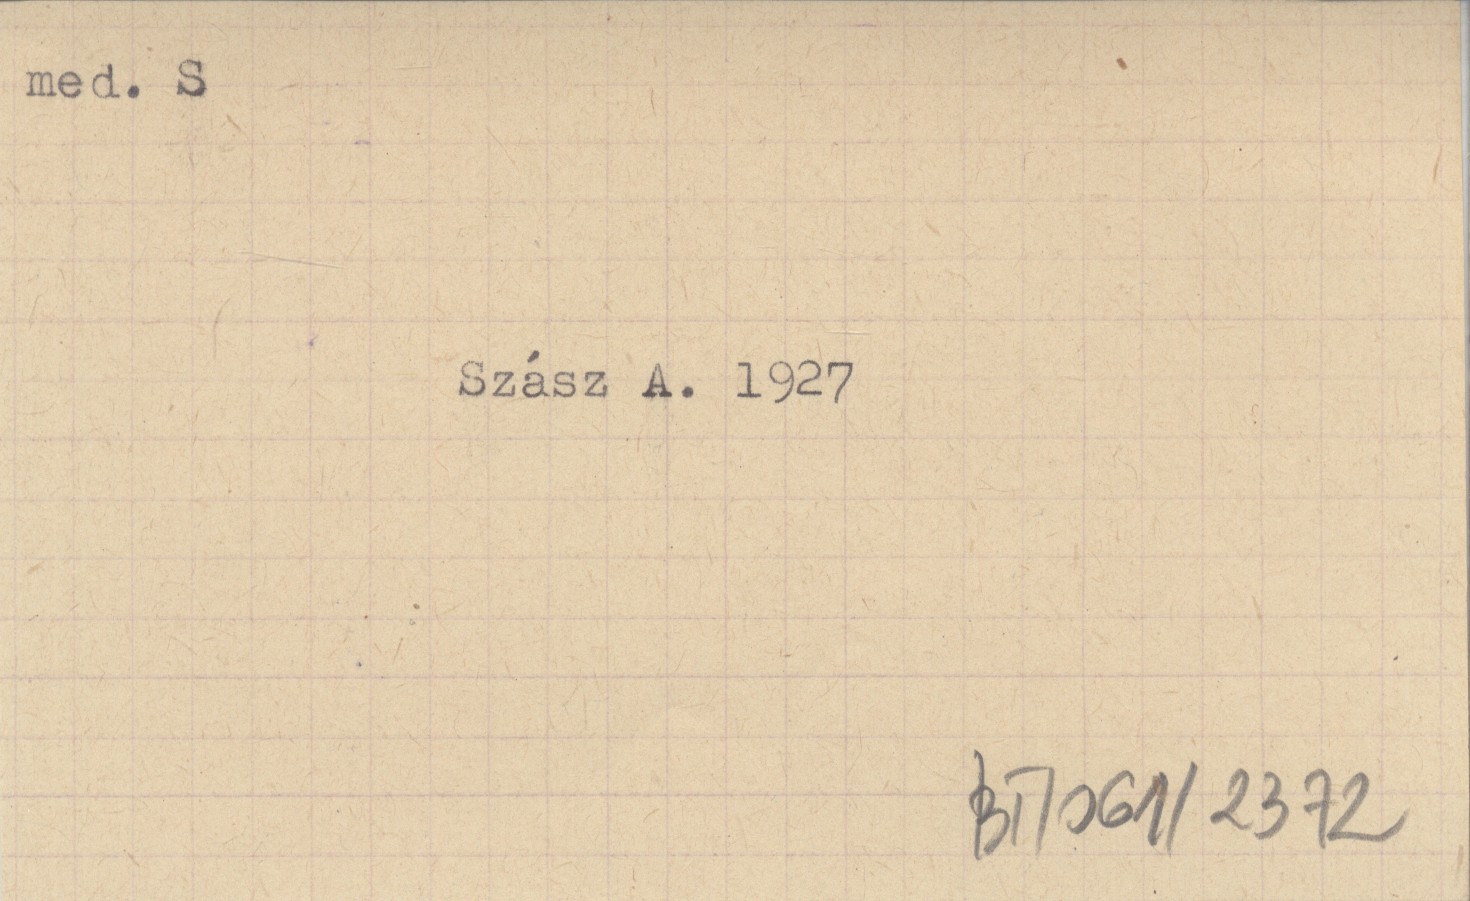 med. S
Szász A. 1927
BT/061/2372